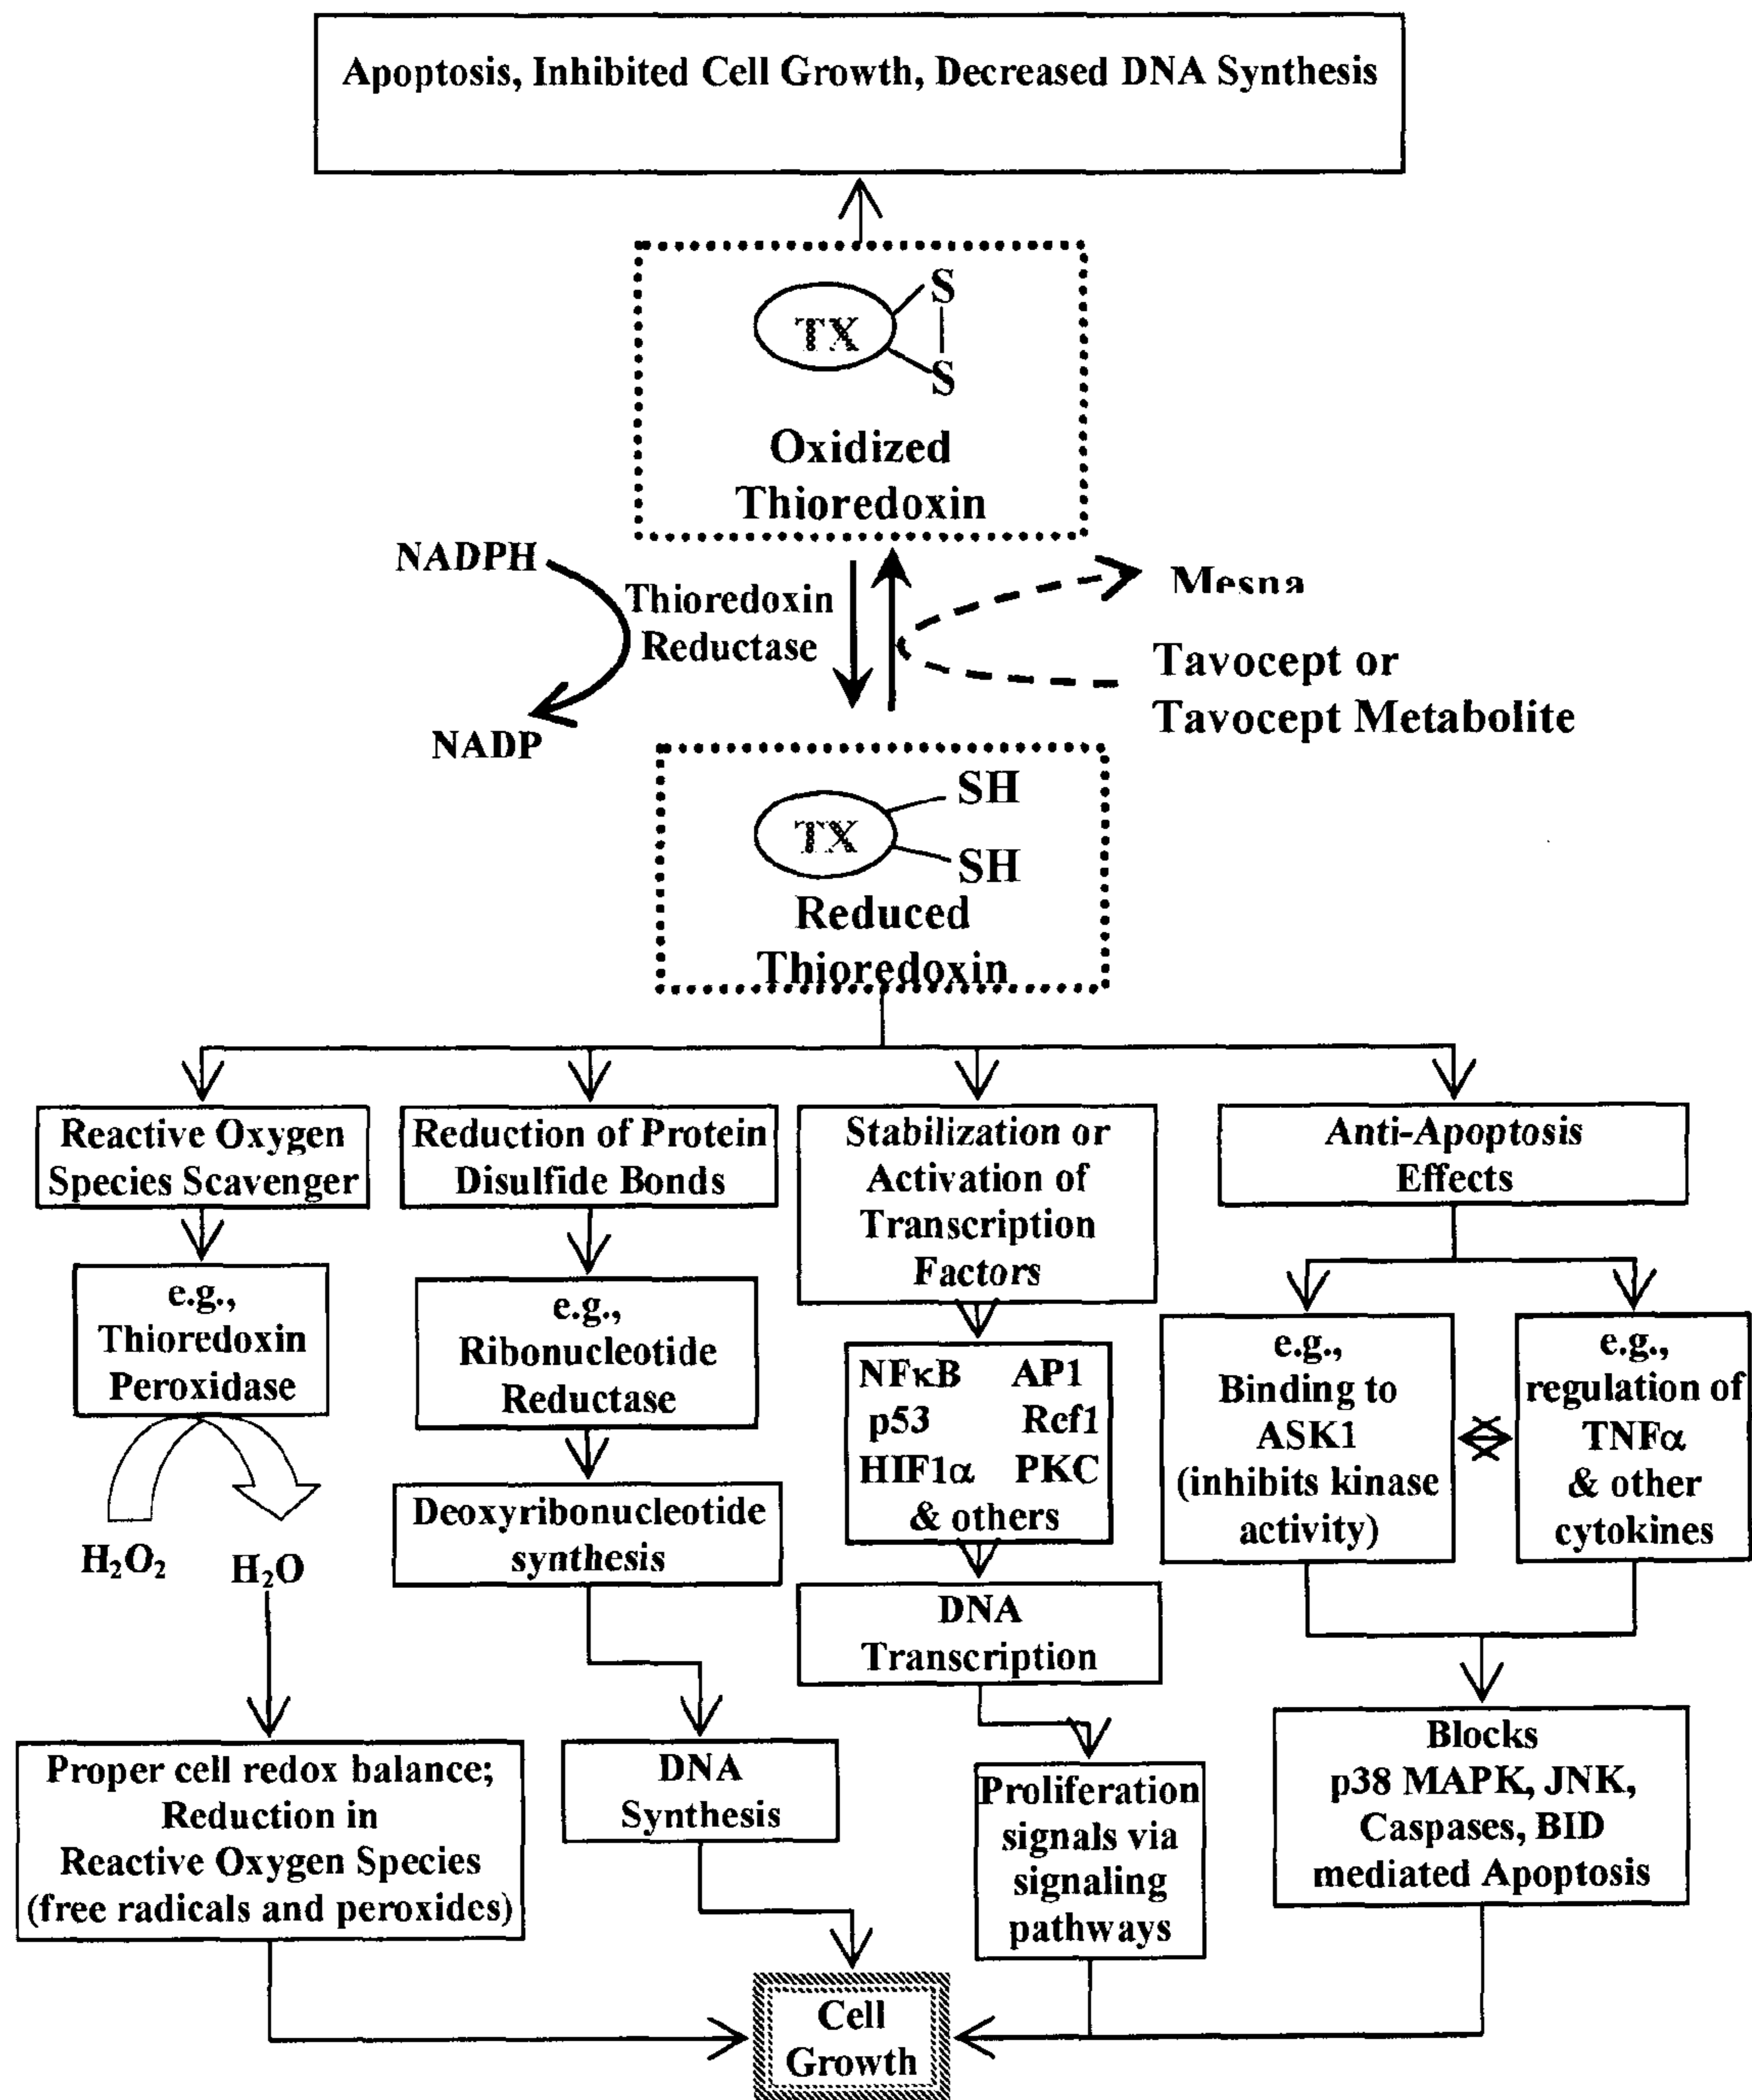 Apoptosis, Inhibited Cell Growth, Decreased DNA Synthesis
TX
S
S
Oxidized
Thioredoxin
NADPH
Thioredoxin
Reductase
NADP
Mesna
Tavocept or
Tavocept Metabolite
TX
SH
SH
Reduced
Thioredoxin
Reactive Oxygen
Species Scavenger
Reduction of Protein
Disulfide Bonds
Stabilization or
Activation of
Transcription
Factors
Anti-Apoptosis
Effects
e.g.,
Thioredoxin
Peroxidase
e.g.,
Ribonucleotide
Reductase
NFκB AP1
p53 Ref1
HIF1α PKC
& others
e.g.,
Binding to
ASK1
(inhibits kinase
activity)
e.g.,
regulation of
TNFα
& other
cytokines
H₂O₂
H₂O
Deoxyribonucleotide
synthesis
DNA
Transcription
Proper cell redox balance;
Reduction in
Reactive Oxygen Species
(free radicals and peroxides)
DNA
Synthesis
Proliferation
signals via
signaling
pathways
Blocks
p38 MAPK, JNK,
Caspases, BID
mediated Apoptosis
Cell
Growth